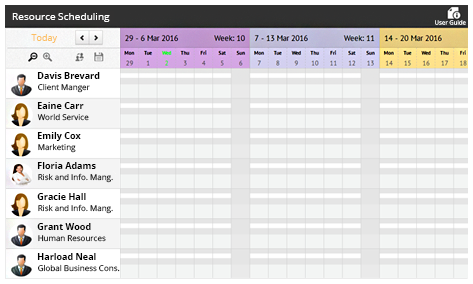 Resource Scheduling
User Guide
Today
29 - 6 Mar 2016 Week: 10
7 - 13 Mar 2016 Week: 11
14 - 20 Mar 2016
Mon Tue Wed Thu Fri Sat Sun Mon Tue Wed Thu Fri Sat Sun Mon Tue Wed Thu Fri
29 1 2 3 4 5 6 7 8 9 10 11 12 13 14 15 16 17 18
Davis Brevard
Client Manger
Eaine Carr
World Service
Emily Cox
Marketing
Floria Adams
Risk and Info. Mang.
Gracie Hall
Risk and Info. Mang.
Grant Wood
Human Resources
Harload Neal
Global Business Cons.